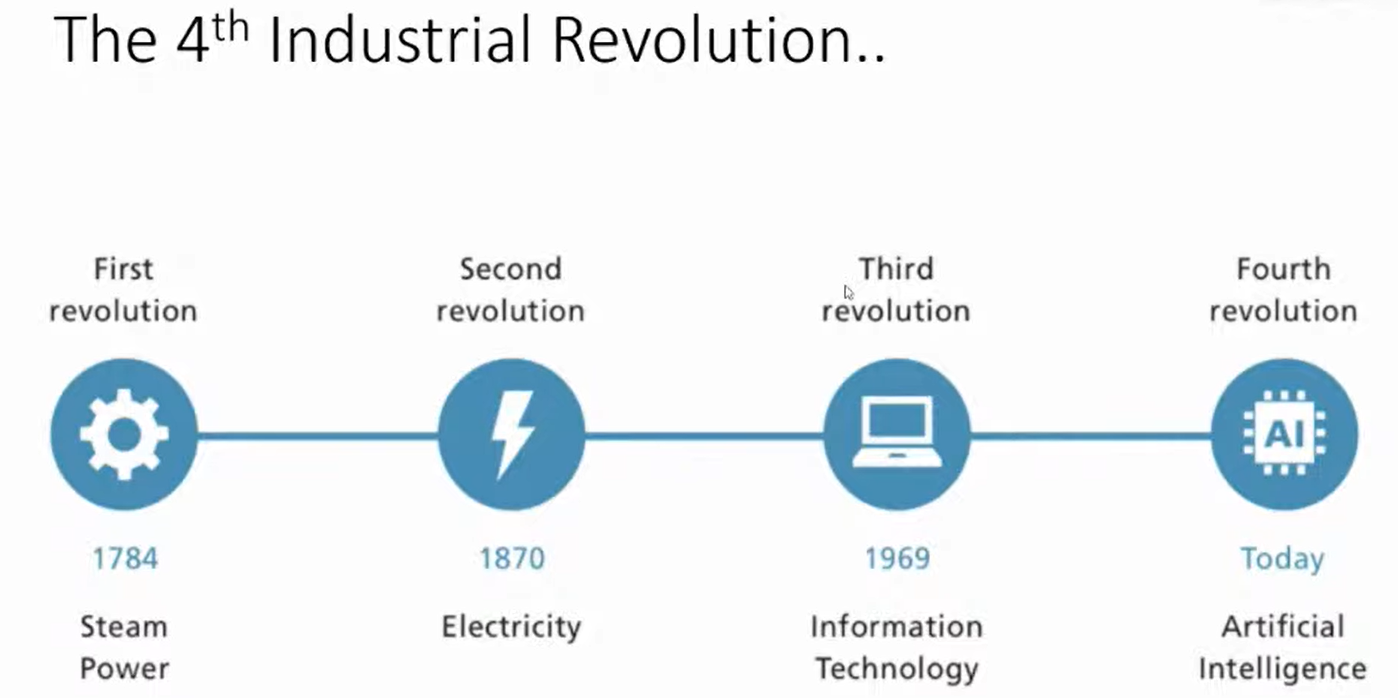 The 4th Industrial Revolution..
First
revolution
Second
revolution
Third
revolution
Fourth
revolution
AI
1784
1870
1969
Today
Steam
Power
Electricity
Information
Technology
Artificial
Intelligence